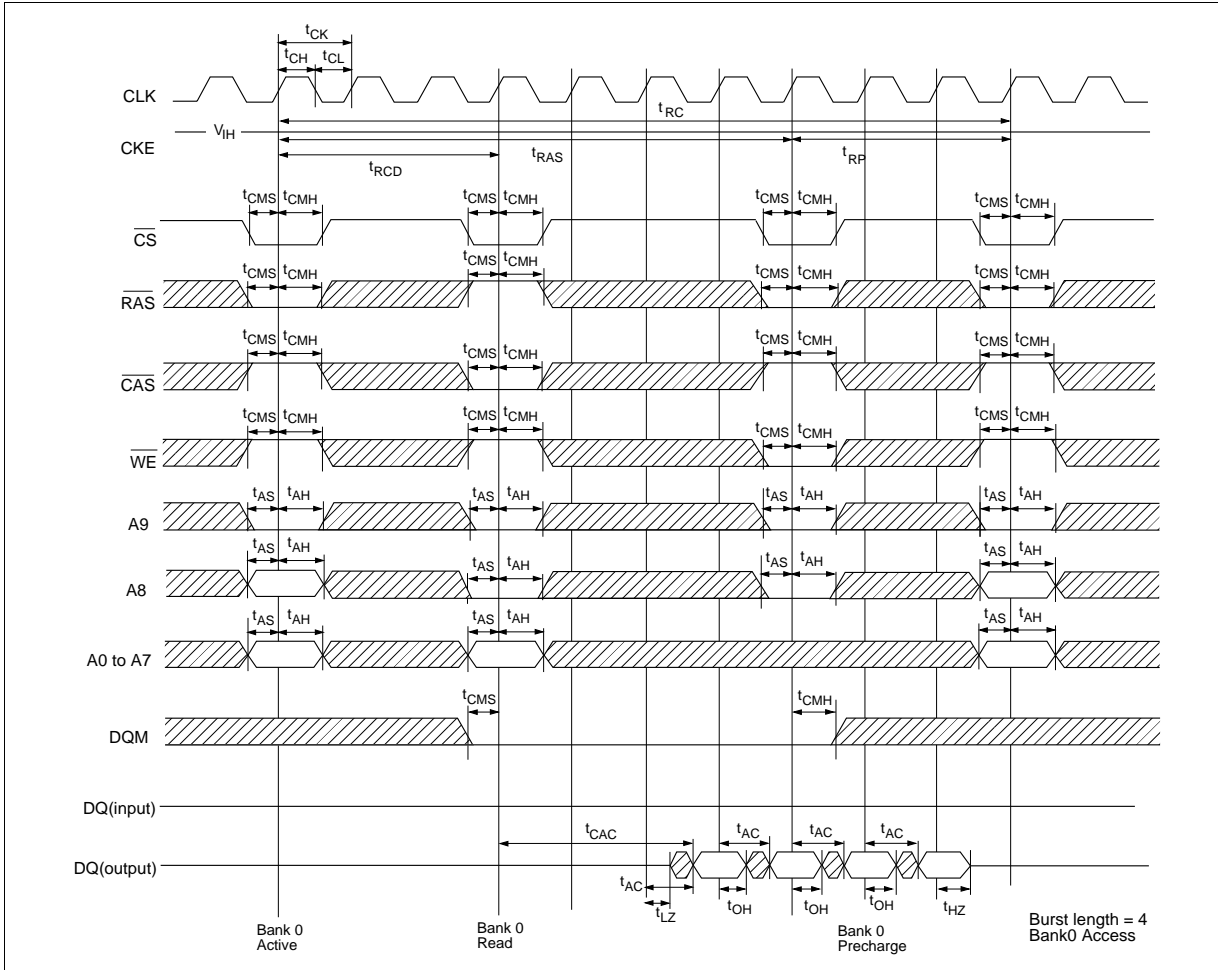 tCK
tCH tCL
CLK
tRC
VIH
CKE
tRAS tRP
tRCD
tCMS tCMH tCMS tCMH tCMS tCMH tCMS tCMH
CS
tCMS tCMH tCMS tCMH tCMS tCMH tCMS tCMH
RAS
tCMS tCMH tCMS tCMH tCMS tCMH tCMS tCMH
CAS
tCMS tCMH tCMS tCMH tCMS tCMH tCMS tCMH
WE
tAS tAH tAS tAH tAS tAH tAS tAH
A9
tAS tAH tAS tAH tAS tAH tAS tAH
A8
tAS tAH tAS tAH tAS tAH
A0 to A7
tCMS tCMH
DQM
DQ(input)
tCAC tAC tAC tAC
DQ(output)
tAC
tLZ tOH tOH tOH tHZ
Bank 0
Active
Bank 0
Read
Bank 0
Precharge
Burst length = 4
Bank0 Access